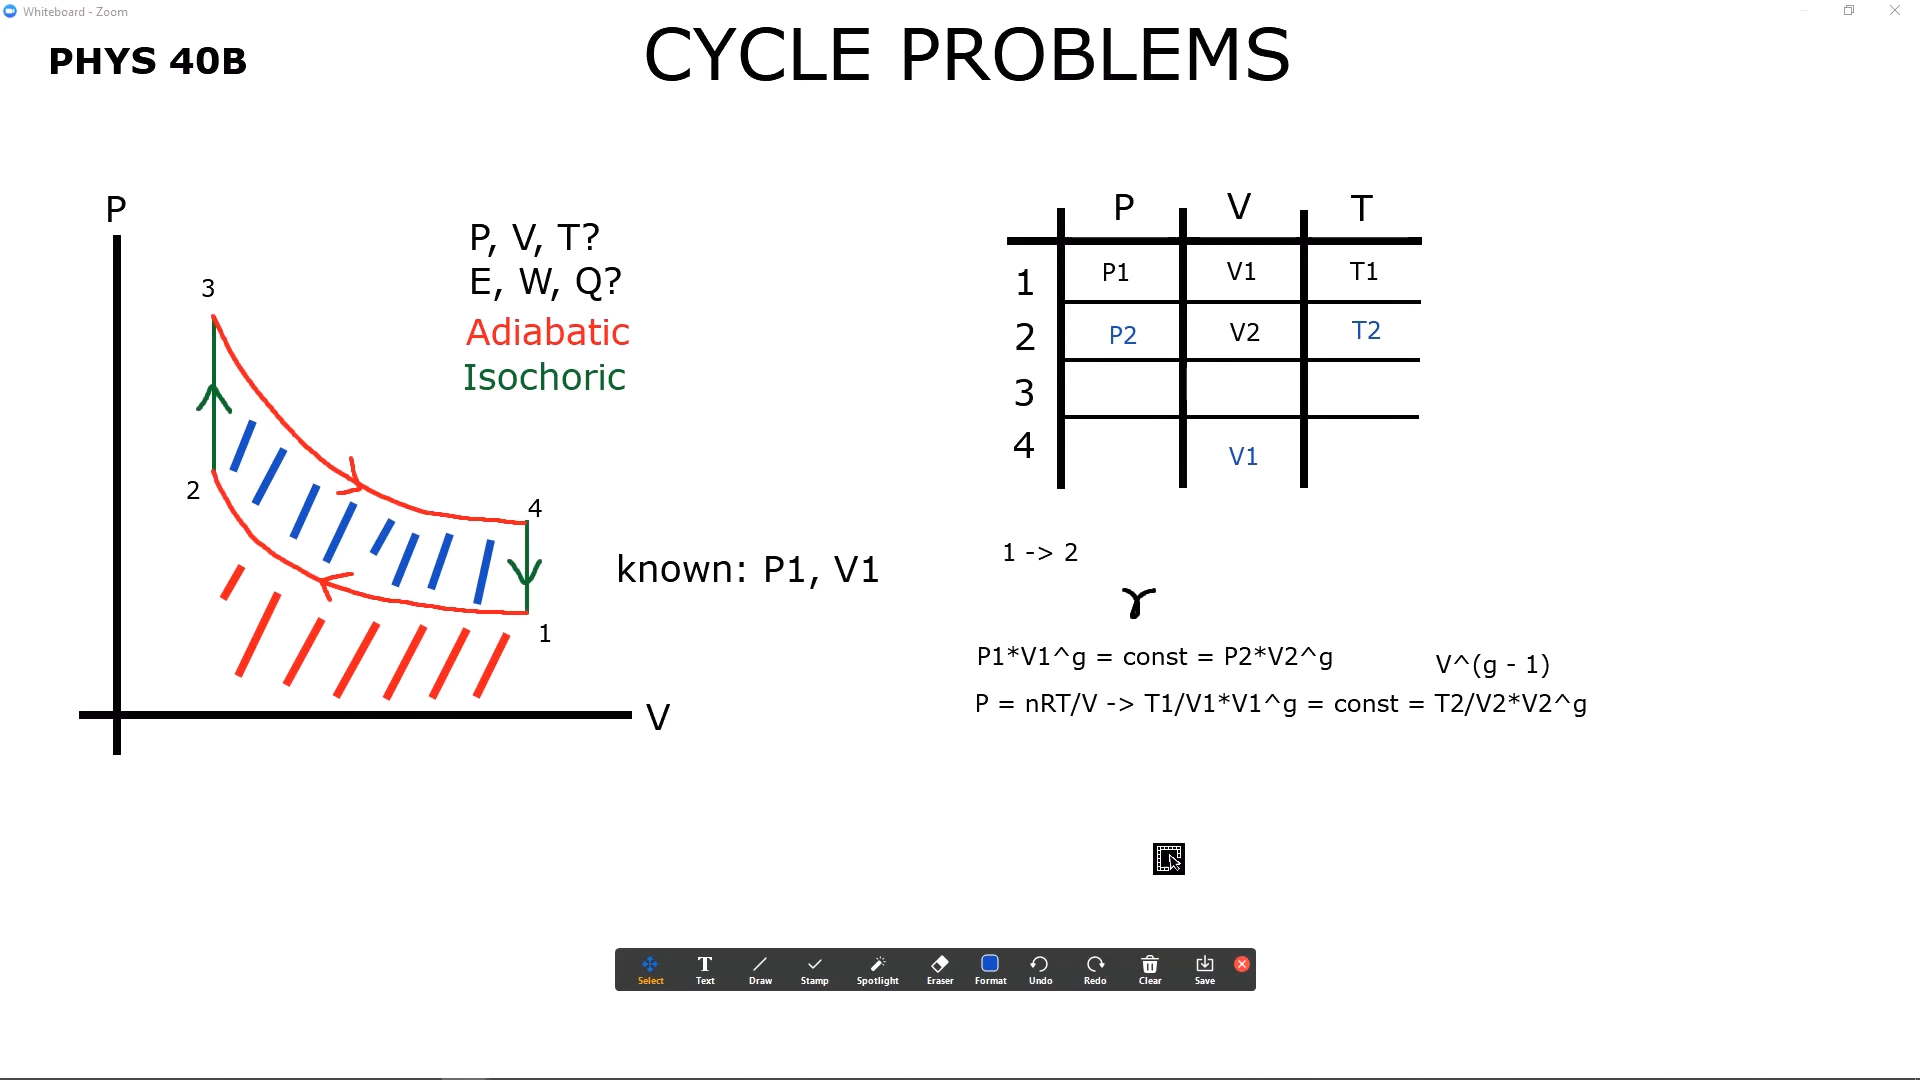 Whiteboard - Zoom
PHYS 40B
CYCLE PROBLEMS
P
3
2
4
1
V
P, V, T?
E, W, Q?
Adiabatic
Isochoric
known: P1, V1
P V T
1 P1 V1 T1
2 P2 V2 T2
3
4 V1
1 -> 2
γ
P1*V1^g = const = P2*V2^g
V^(g - 1)
P = nRT/V -> T1/V1*V1^g = const = T2/V2*V2^g
Select Text Draw Stamp Spotlight Eraser Format Undo Redo Clear Save